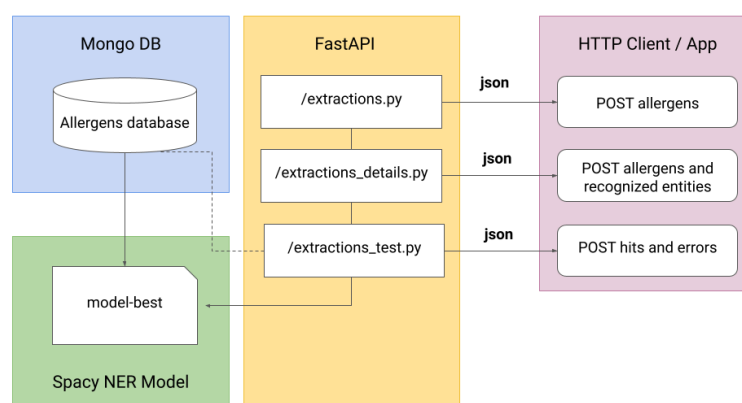 Mongo DB
Allergens database
model-best
Spacy NER Model
FastAPI
/extractions.py
/extractions_details.py
/extractions_test.py
json
json
json
HTTP Client / App
POST allergens
POST allergens and
recognized entities
POST hits and errors